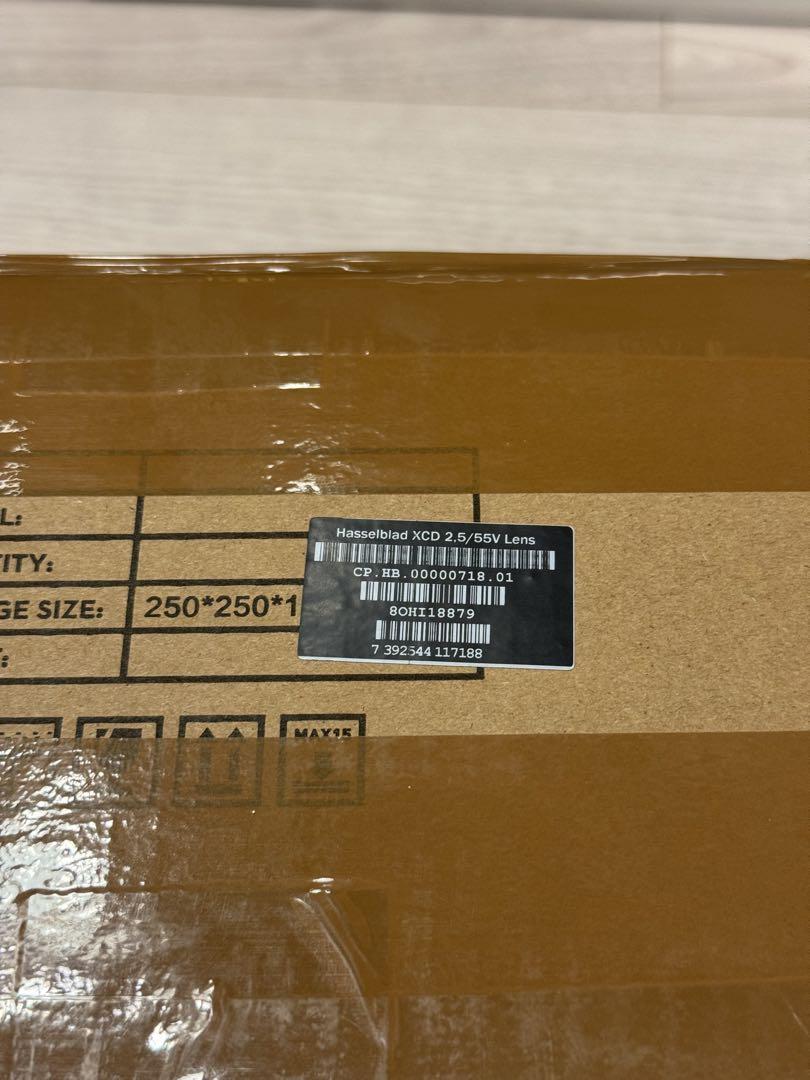 L:
ITY:
GE SIZE: 250*250*1
:
Hasselblad XCD 2,5/55V Lens
CP.HB.00000718.01
8OHI18879
7 392544 117188
MAX15